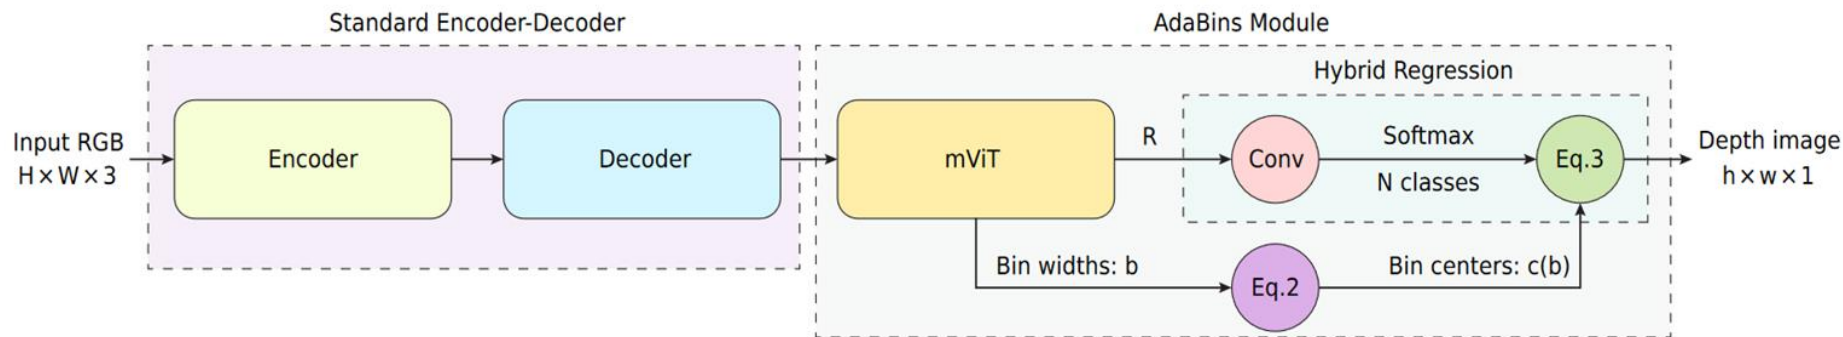 Standard Encoder-Decoder
AdaBins Module
Hybrid Regression
Input RGB
H×W×3
Encoder
Decoder
mViT
R
Conv
Softmax
N classes
Eq.3
Depth image
h×w×1
Bin widths: b
Eq.2
Bin centers: c(b)